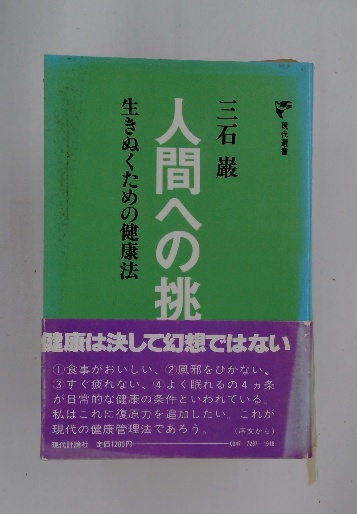 現代選書
三石 巌
人間への挑
生きぬくための健康法
健康は決して幻想ではない
①食事がおいしい、②風邪をひかない、
③すぐ疲れない、④よく眠れるの4ヵ条
が日常的な健康の条件といわれている。
私はこれに復原力を追加したい。これが
現代の健康管理法であろう。 (序文から)
現代評論社 定価1200円